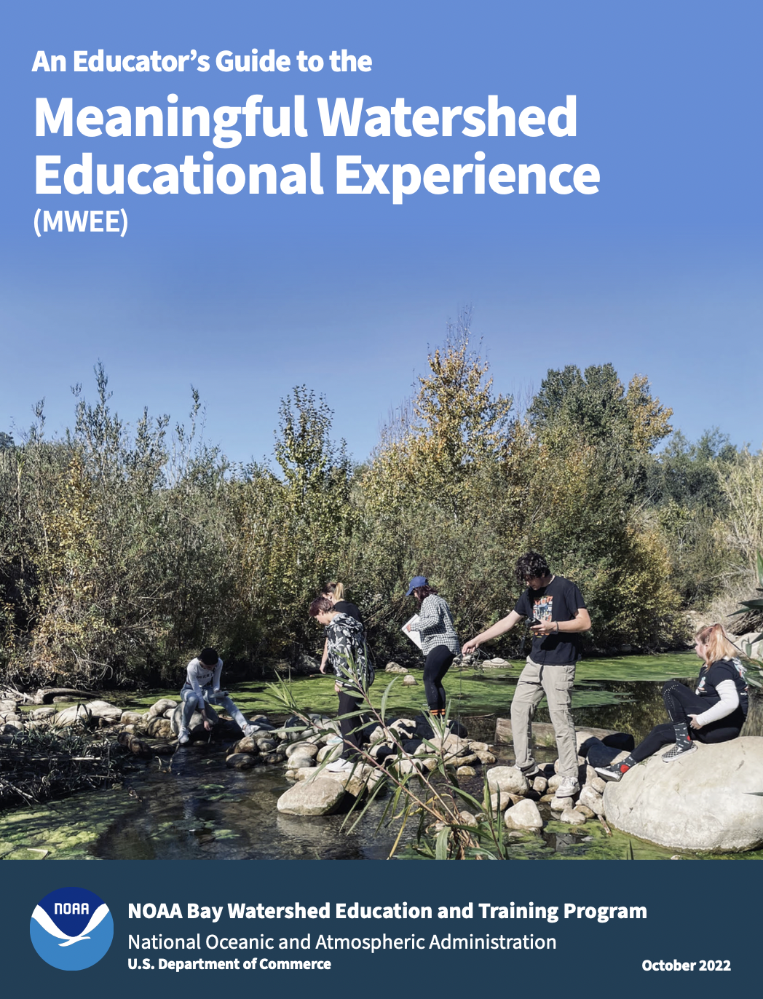 An Educator’s Guide to the
Meaningful Watershed
Educational Experience
(MWEE)
NOAA
NOAA Bay Watershed Education and Training Program
National Oceanic and Atmospheric Administration
U.S. Department of Commerce
October 2022